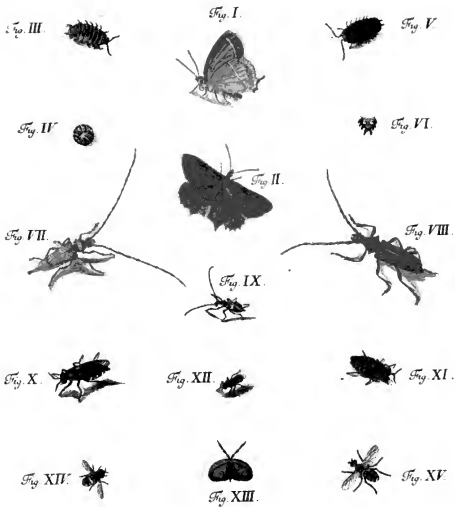 Fig. I.
Fig. III.
Fig. V.
Fig. IV
Fig. VI.
Fig. II.
Fig. VII.
Fig. VIII.
Fig. IX.
Fig. X.
Fig. XII.
Fig. XI.
Fig. XIV.
Fig. XIII.
Fig. XV.